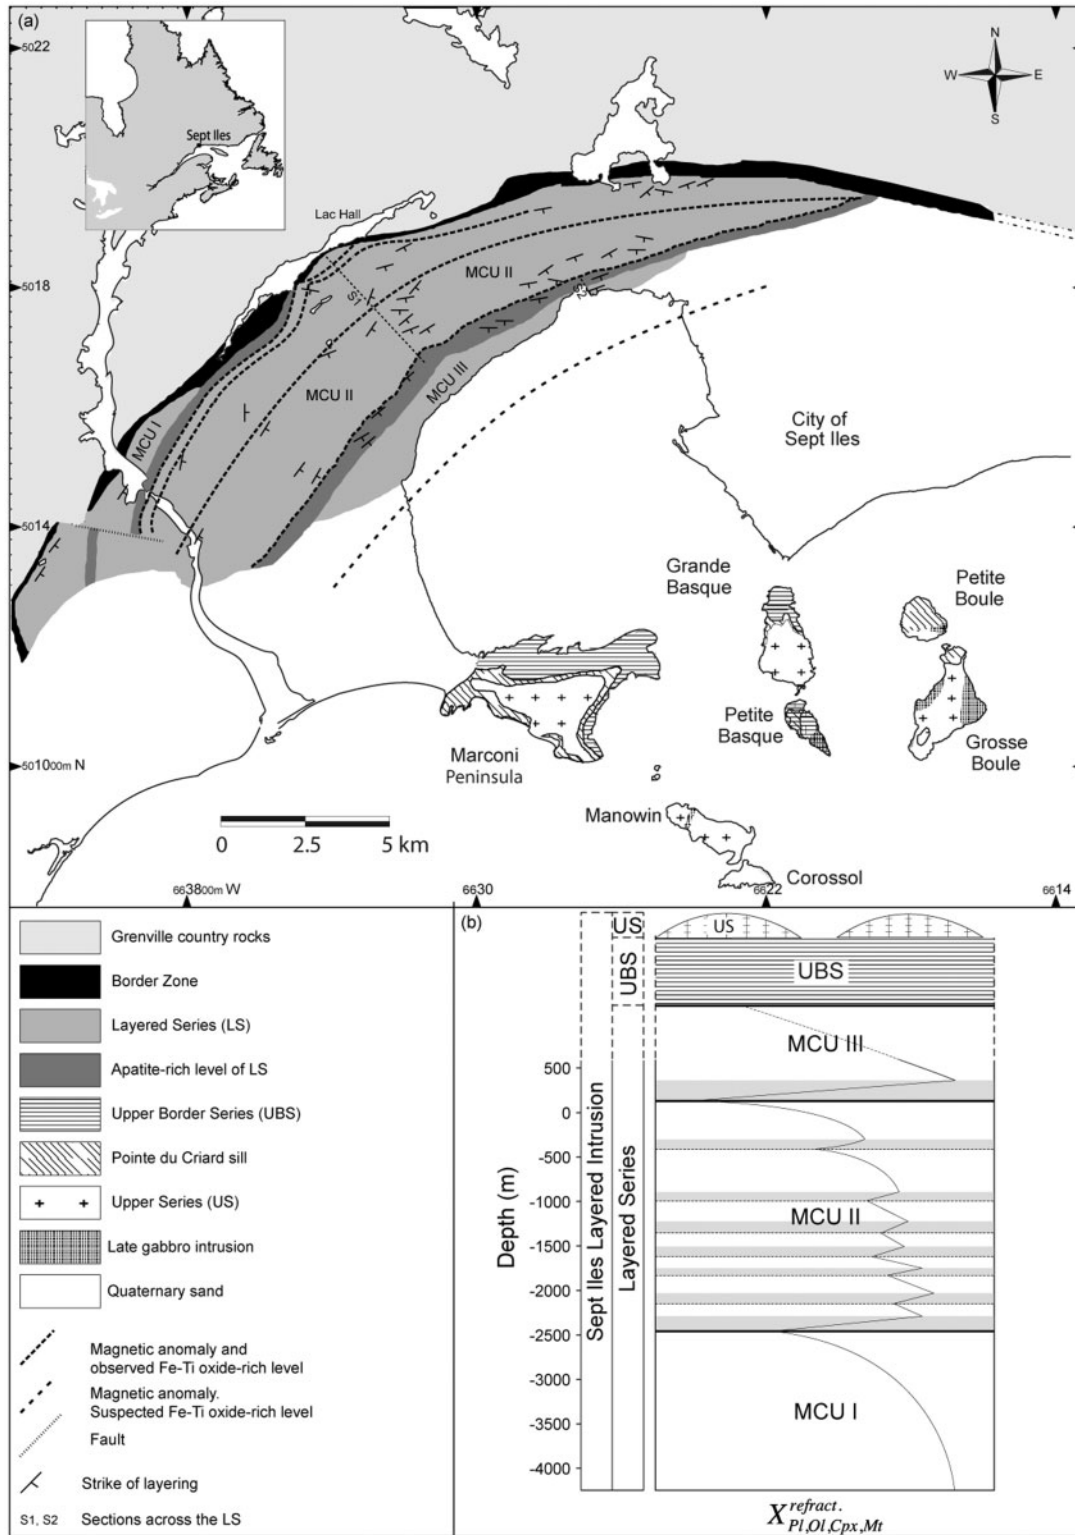 (a)
5022
N
W E
S
Sept Iles
Lac Hall
5018
S1
MCU II
S2
MCU II
MCU III
MCU I
City of
Sept Iles
5014
Grande
Basque
Petite
Boule
Marconi
Peninsula
Petite
Basque
Grosse
Boule
501000m N
Manowin
Corossol
0 2.5 5 km
663800m W
6630
6622
6614
Grenville country rocks
Border Zone
Layered Series (LS)
Apatite-rich level of LS
Upper Border Series (UBS)
Pointe du Criard sill
Upper Series (US)
Late gabbro intrusion
Quaternary sand
Magnetic anomaly and
observed Fe-Ti oxide-rich level
Magnetic anomaly.
Suspected Fe-Ti oxide-rich level
Fault
Strike of layering
S1, S2 Sections across the LS
(b)
US
US
UBS
UBS
MCU III
500
0
-500
-1000
MCU II
-1500
-2000
-2500
-3000
MCU I
-3500
-4000
Depth (m)
Sept Iles Layered Intrusion
Layered Series
X refract. Pl,Ol,Cpx,Mt